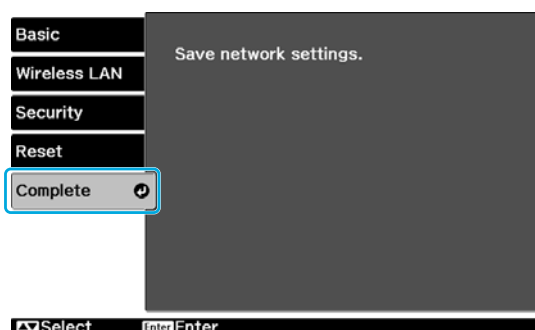 Basic
Save network settings.
Wireless LAN
Security
Reset
Complete
Select Enter Enter